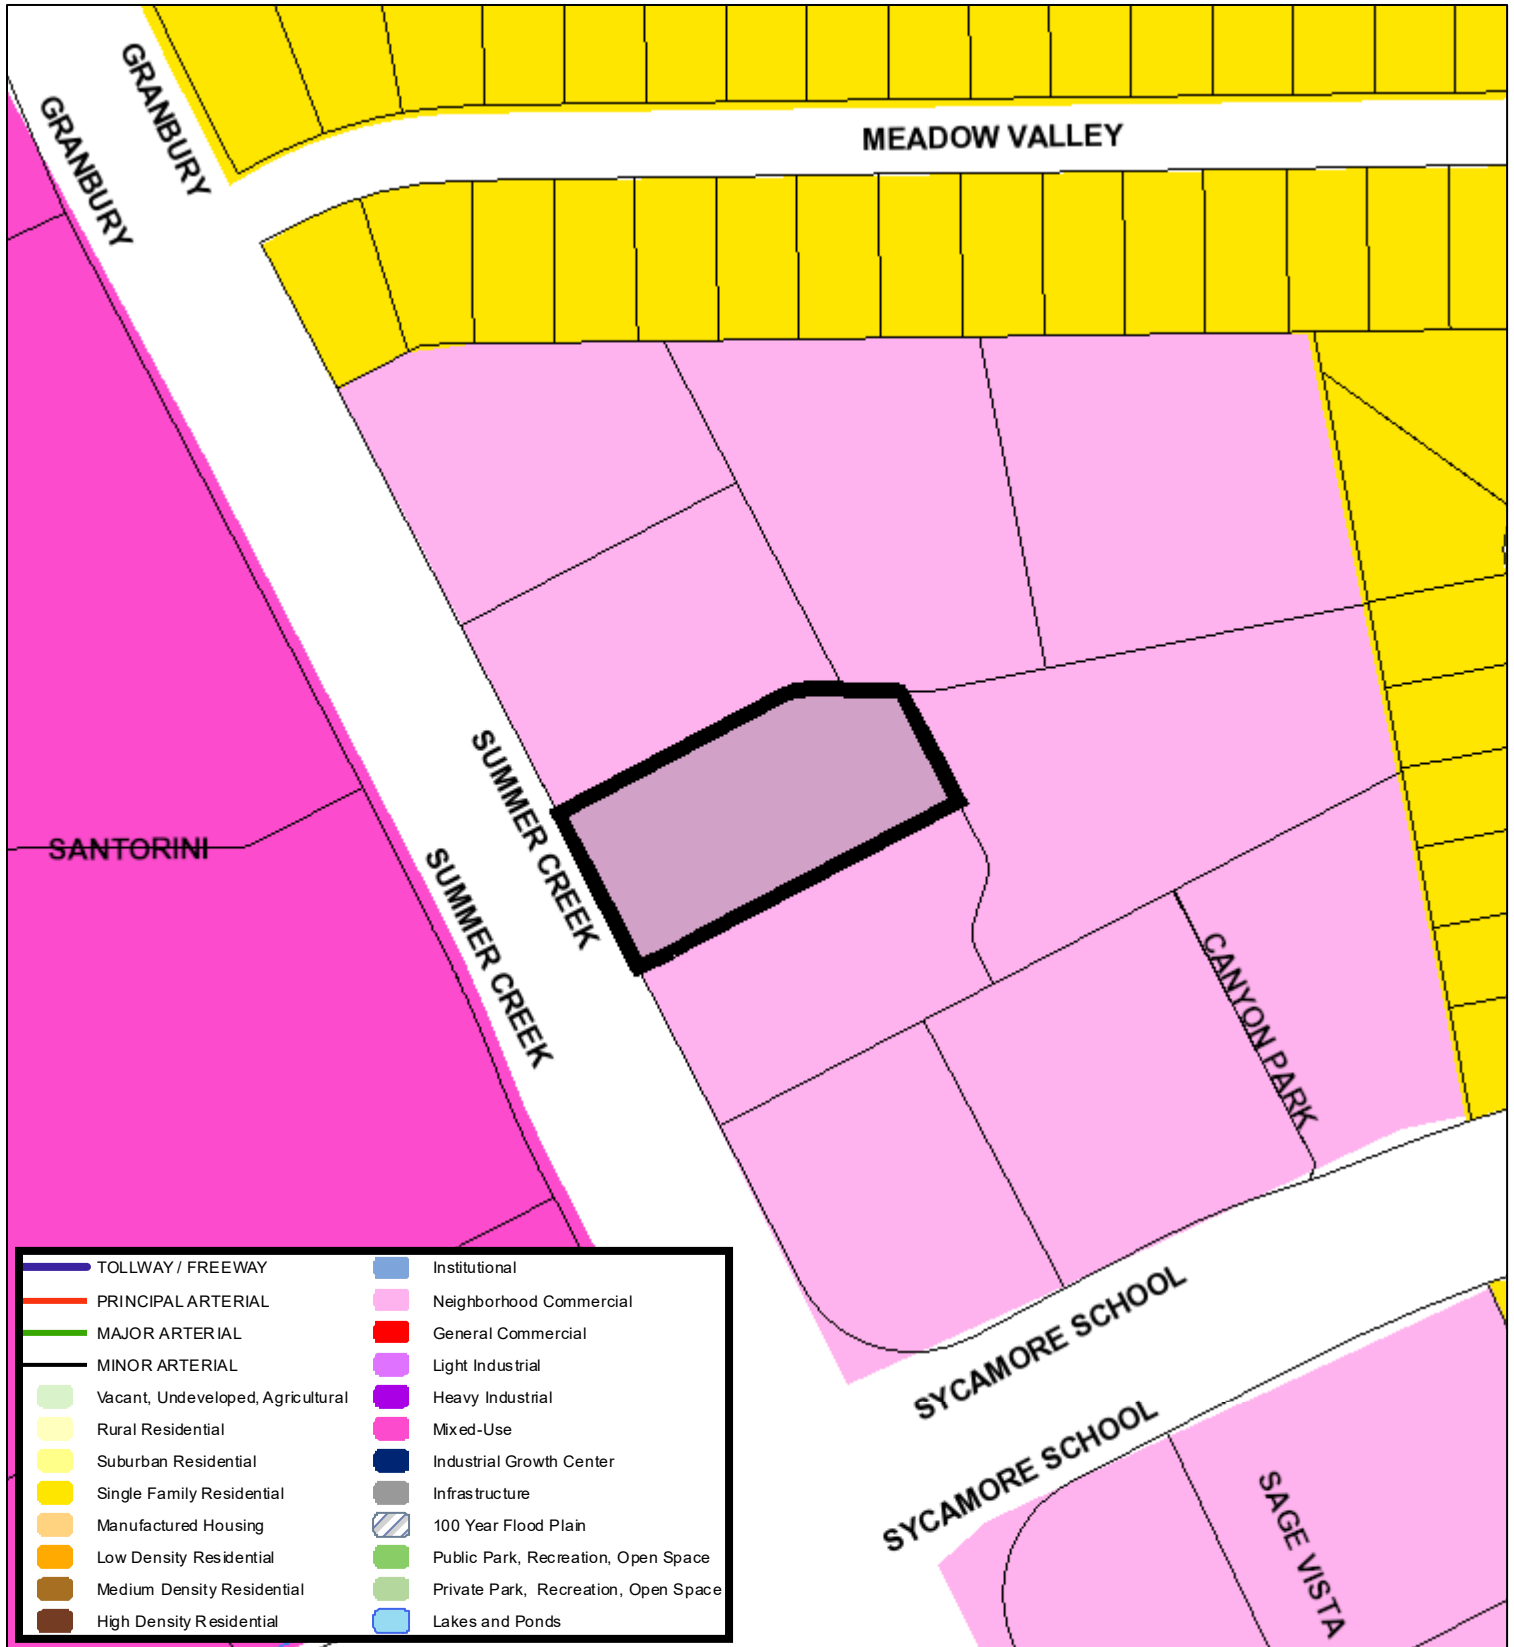 GRANBURY
GRANBURY
MEADOW VALLEY
SUMMER CREEK
SANTORINI
SUMMER CREEK
CANYON PARK
SYCAMORE SCHOOL
SYCAMORE SCHOOL
SAGE VISTA
TOLLWAY / FREEWAY
PRINCIPAL ARTERIAL
MAJOR ARTERIAL
MINOR ARTERIAL
Vacant, Undeveloped, Agricultural
Rural Residential
Suburban Residential
Single Family Residential
Manufactured Housing
Low Density Residential
Medium Density Residential
High Density Residential
Institutional
Neighborhood Commercial
General Commercial
Light Industrial
Heavy Industrial
Mixed-Use
Industrial Growth Center
Infrastructure
100 Year Flood Plain
Public Park, Recreation, Open Space
Private Park, Recreation, Open Space
Lakes and Ponds